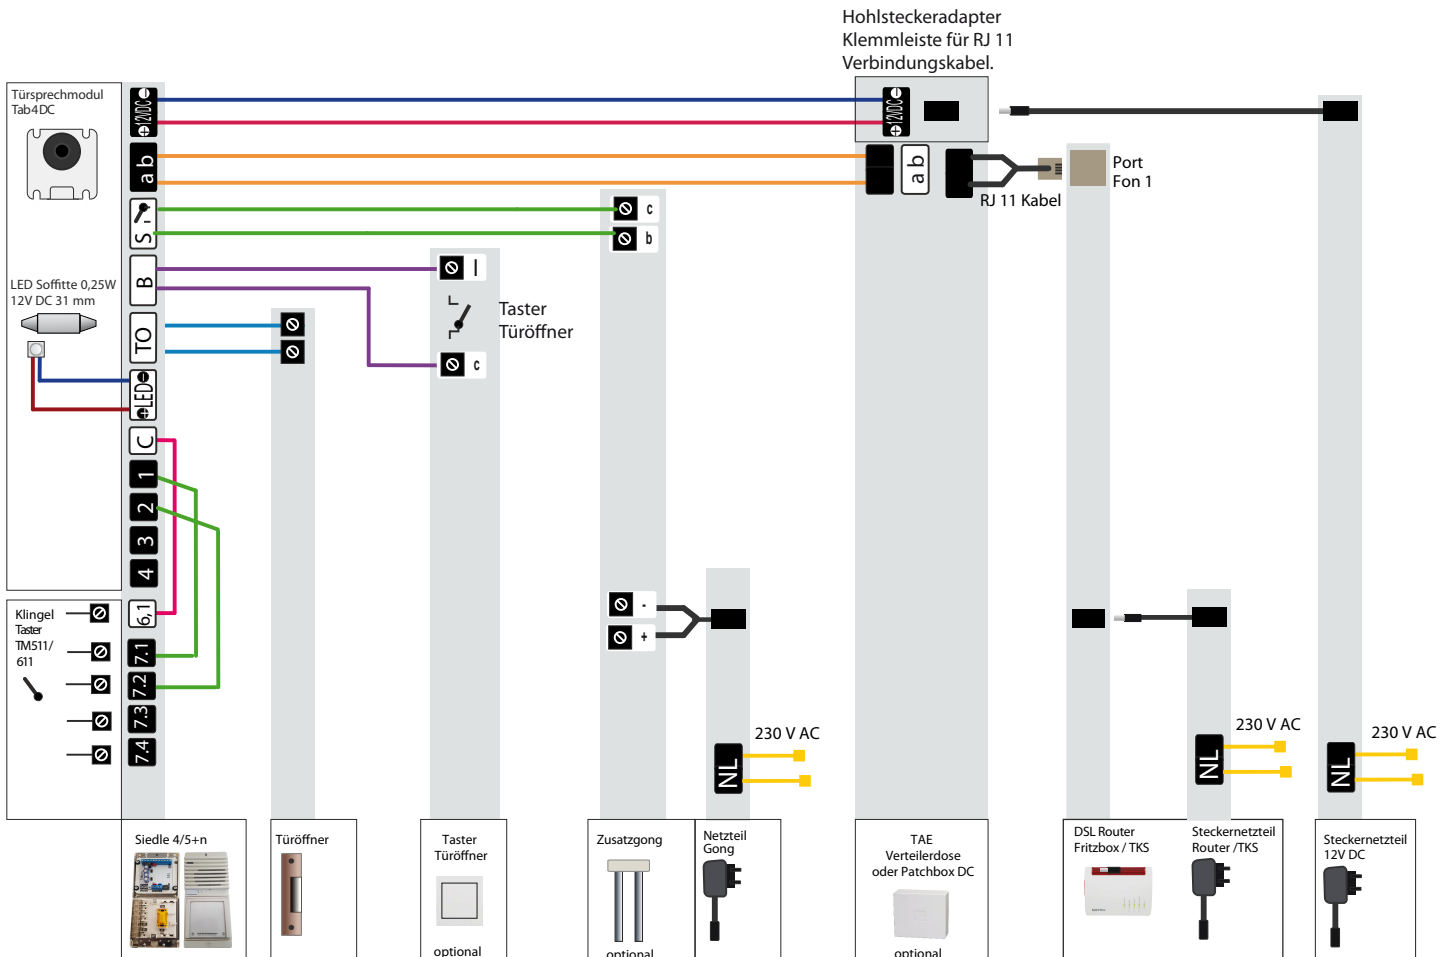 Hohlsteckeradapter
Klemmleiste für RJ 11
Verbindungskabel.
Türsprechmodul
Tab4DC
⊕12VDC⊖
⊕12VDC⊖
a b
a b
Port
Fon 1
RJ 11 Kabel
S
c
b
B
|
LED Soffitte 0,25W
12V DC 31 mm
Taster
Türöffner
TO
c
⊕LED⊖
C
1
2
3
4
Klingel
Taster
TM511/
611
6,1
7.1
7.2
7.3
7.4
-
+
230 V AC
230 V AC
230 V AC
NL
NL
NL
Siedle 4/5+n
Türöffner
Taster
Türöffner
optional
Zusatzgong
optional
Netzteil
Gong
TAE
Verteilerdose
oder Patchbox DC
optional
DSL Router
Fritzbox / TKS
Steckernetzteil
Router /TKS
Steckernetzteil
12V DC